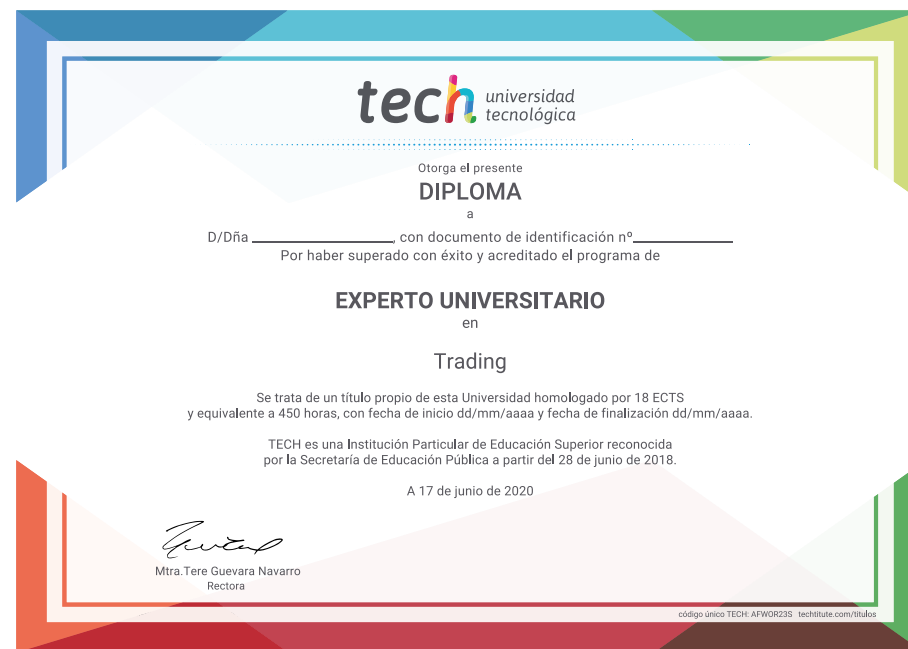 tech universidad
tecnológica
Otorga el presente
DIPLOMA
a
D/Dña ____________________, con documento de identificación nº______________
Por haber superado con éxito y acreditado el programa de
EXPERTO UNIVERSITARIO
en
Trading
Se trata de un título propio de esta Universidad homologado por 18 ECTS
y equivalente a 450 horas, con fecha de inicio dd/mm/aaaa y fecha de finalización dd/mm/aaaa.
TECH es una Institución Particular de Educación Superior reconocida
por la Secretaría de Educación Pública a partir del 28 de junio de 2018.
A 17 de junio de 2020
Mtra.Tere Guevara Navarro
Rectora
código único TECH: AFWOR23S techtitute.com/titulos